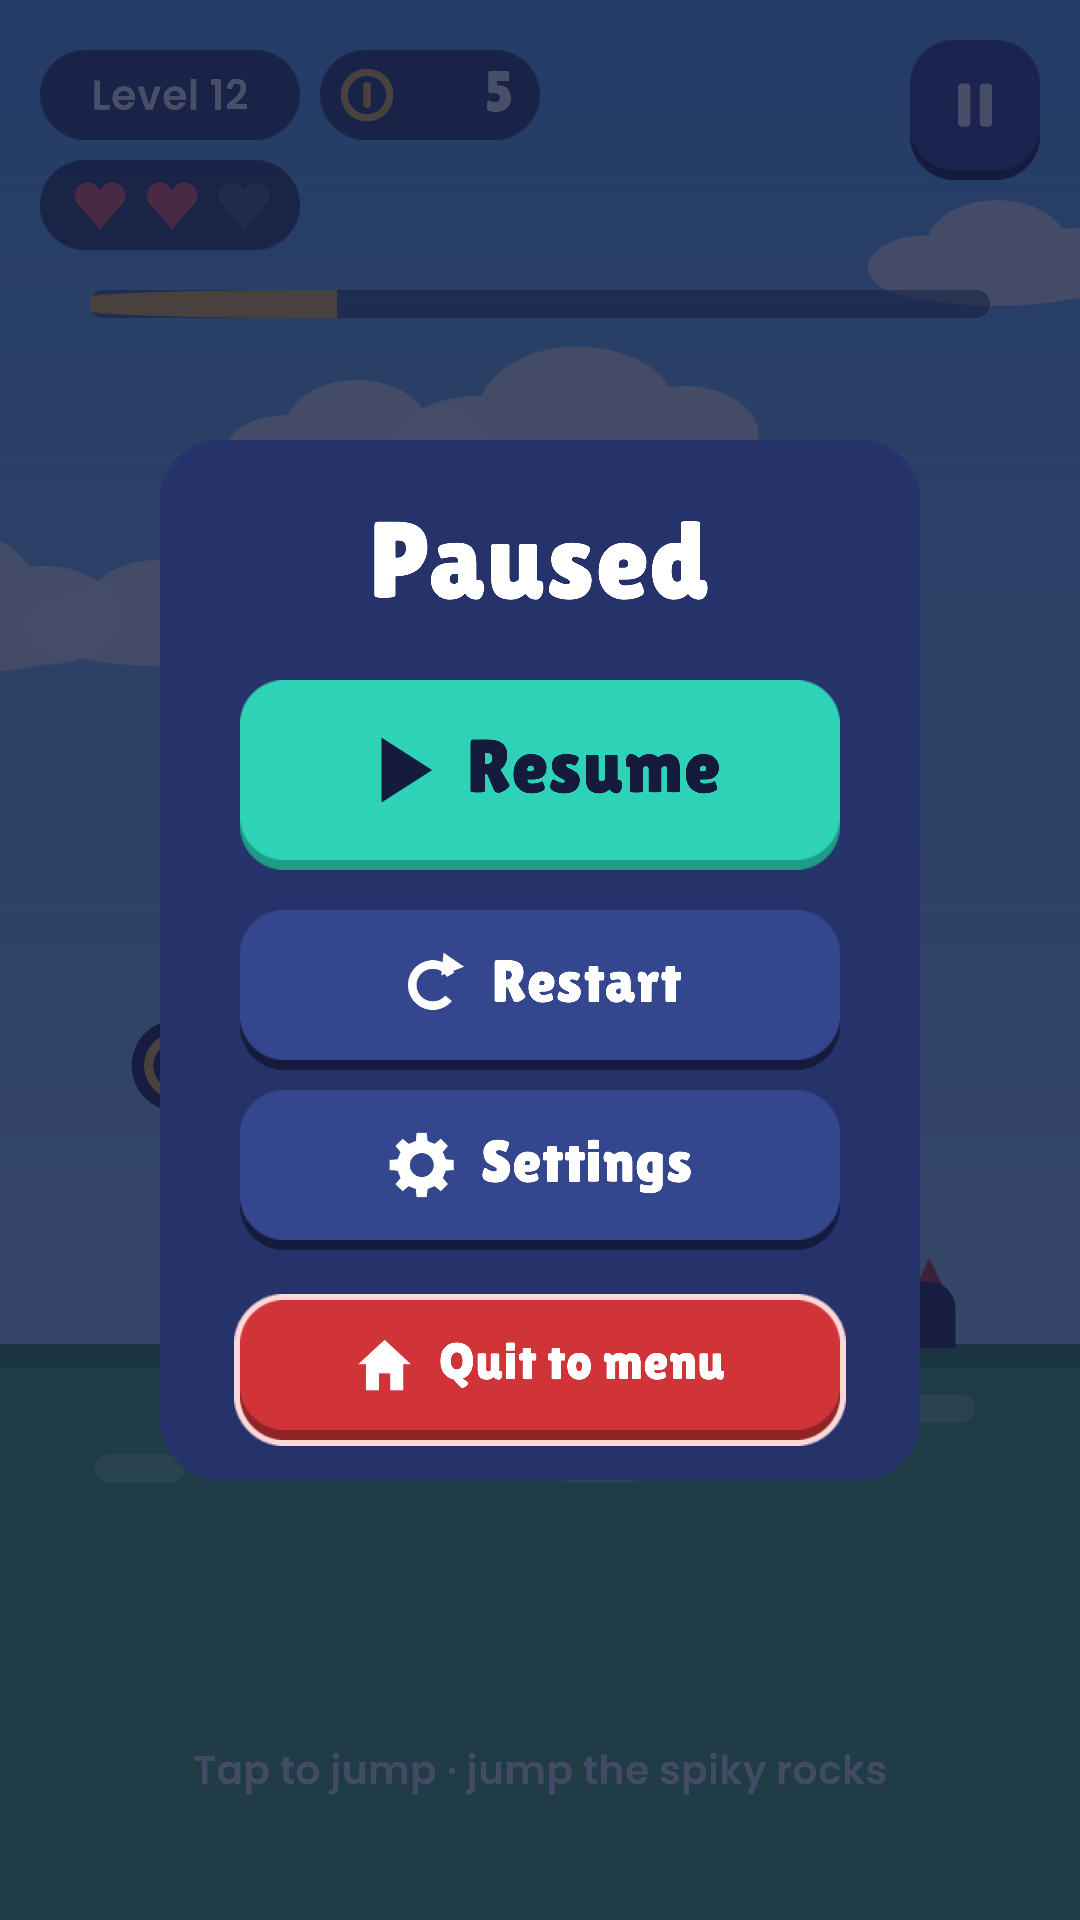 Level 12
5
Paused
Resume
Restart
Settings
Quit to menu
Tap to jump · jump the spiky rocks